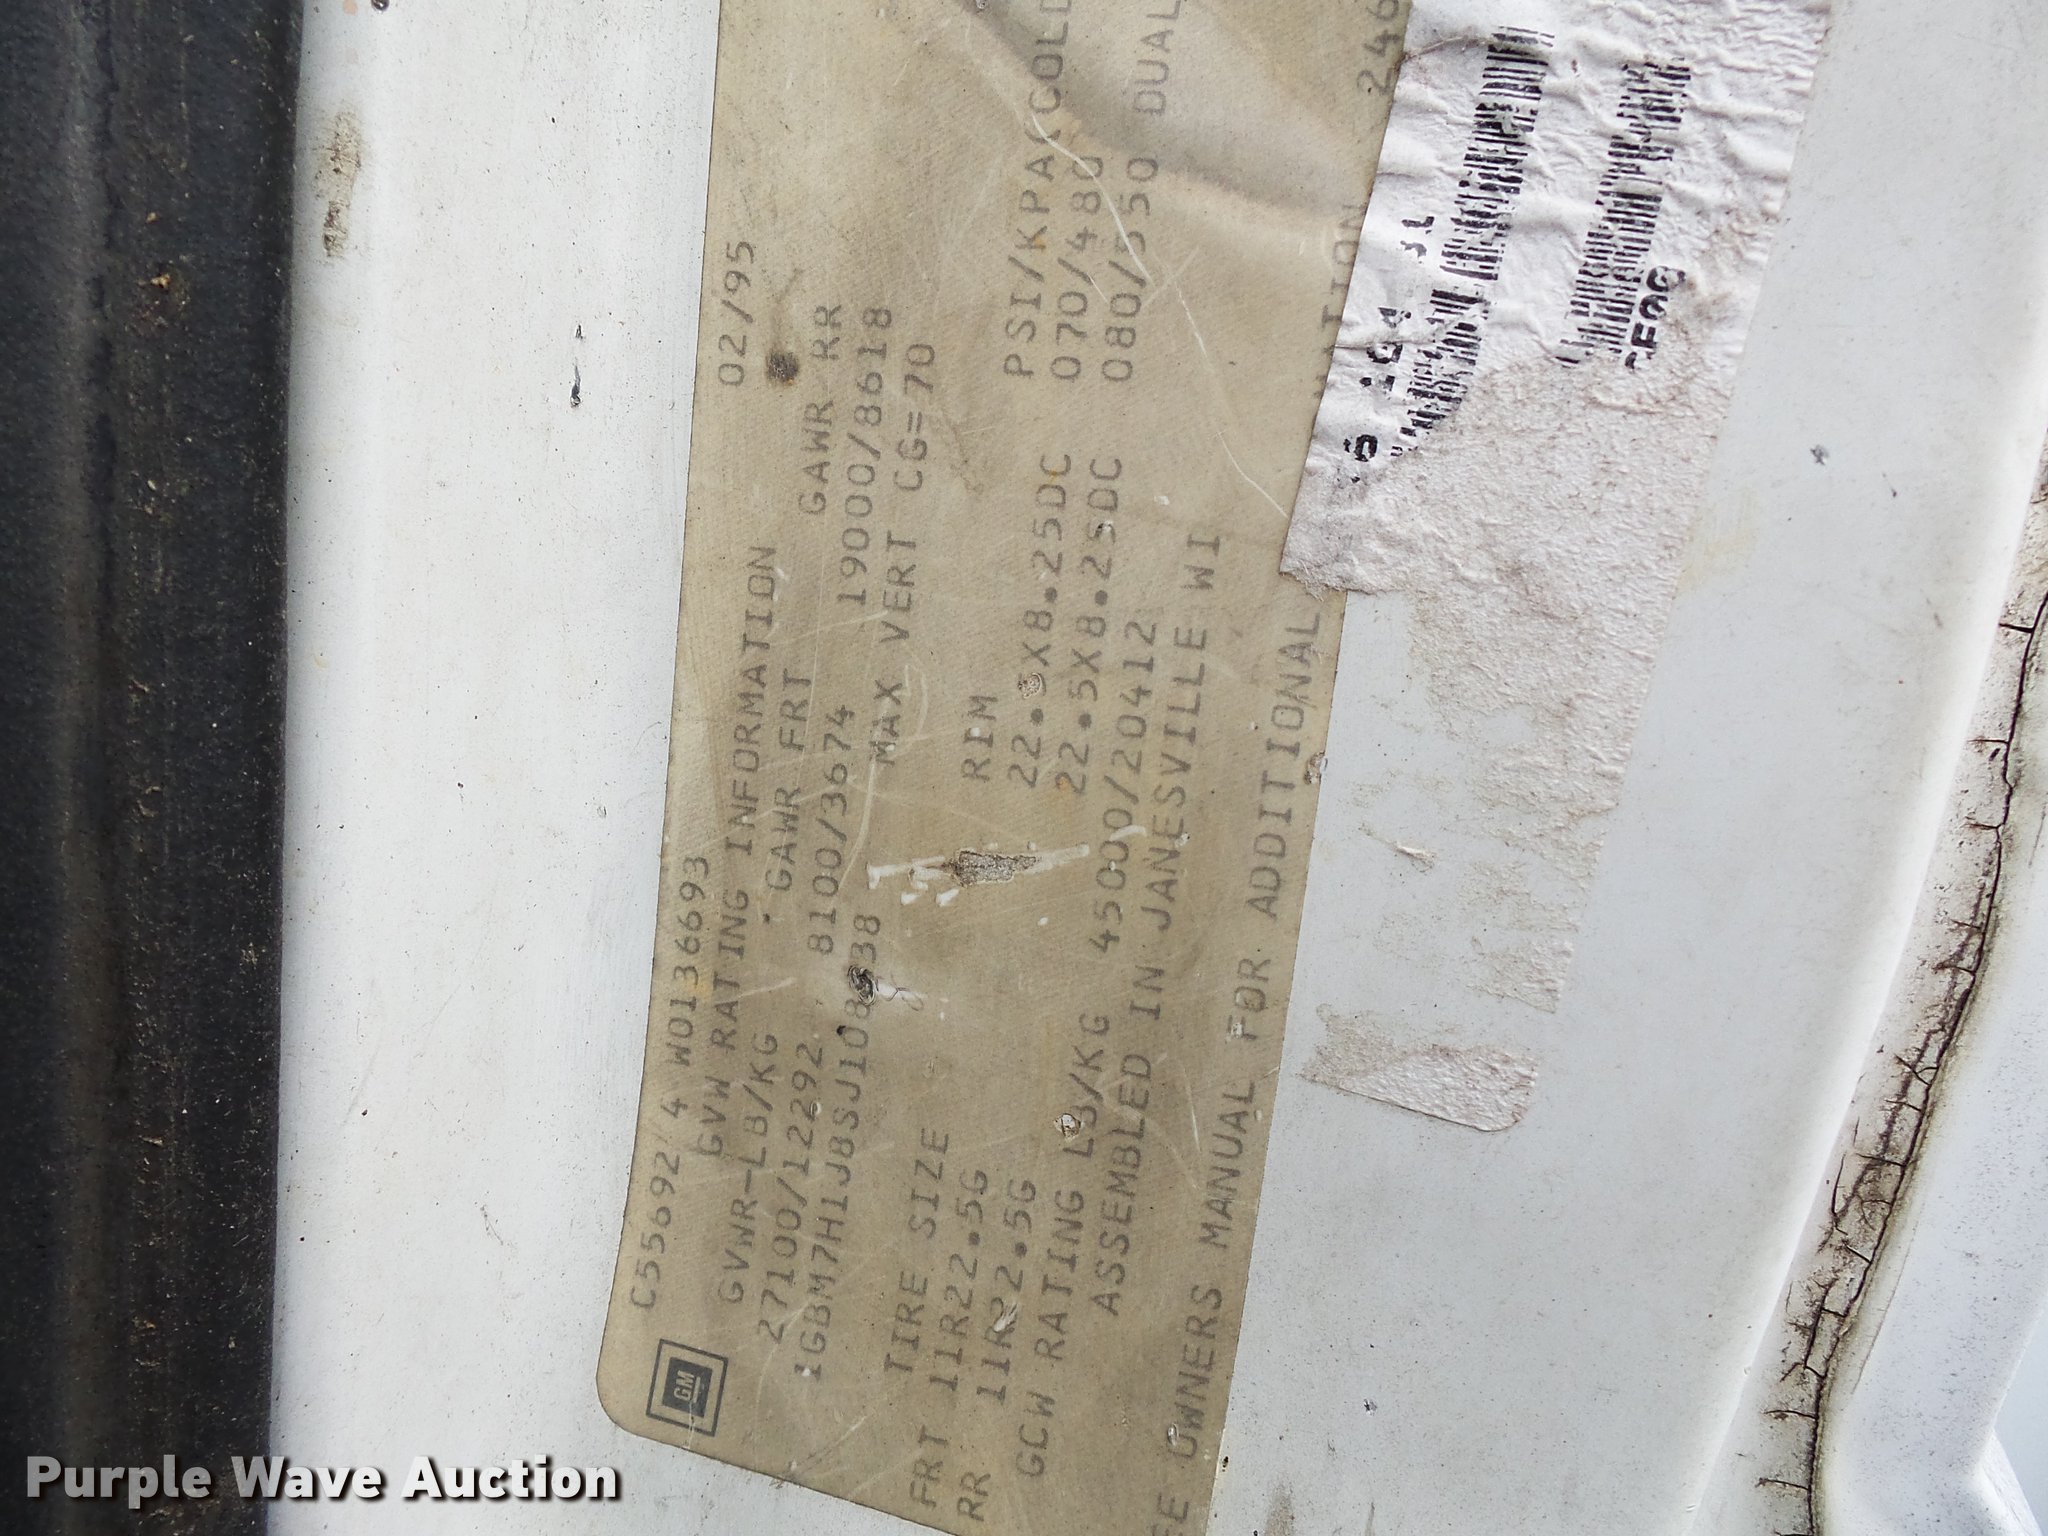 C55692 4 W0136693 02/95
GVW RATING INFORMATION
GVWR-LB/KG GAWR FRT GAWR RR
27100/12292 8100/3674 19000/8618
MAX VERT CG=70
TIRE SIZE RIM PSI/KPA(COLD
FRT 11R22.5G 22.5X8.25DC 070/480
RR 11R22.5G 22.5X8.25DC 080/550 DUAL
GCW RATING LB/KG 45000/20412
ASSEMBLED IN JANESVILLE WI
OWNERS MANUAL FOR ADDITIONAL 246
GM
Purple Wave Auction